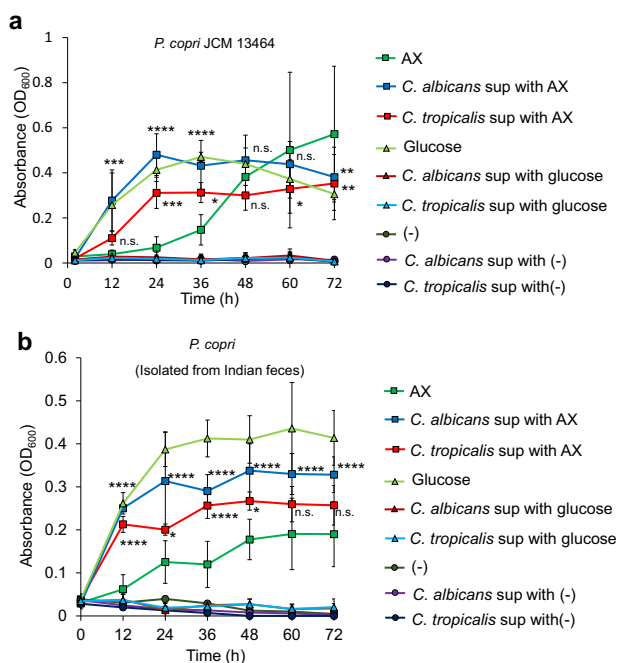 a
P. copri JCM 13464
Absorbance (OD600)
1
0.8
0.6
0.4
0.2
0
***
****
****
n.s.
n.s.
**
**
n.s.
***
*
n.s.
*
0 12 24 36 48 60 72
Time (h)
AX
C. albicans sup with AX
C. tropicalis sup with AX
Glucose
C. albicans sup with glucose
C. tropicalis sup with glucose
(-)
C. albicans sup with (-)
C. tropicalis sup with(-)
b
P. copri
(Isolated from Indian feces)
Absorbance (OD600)
0.6
0.5
0.4
0.3
0.2
0.1
0
****
****
****
****
****
****
****
*
****
*
n.s.
n.s.
0 12 24 36 48 60 72
Time (h)
AX
C. albicans sup with AX
C. tropicalis sup with AX
Glucose
C. albicans sup with glucose
C. tropicalis sup with glucose
(-)
C. albicans sup with (-)
C. tropicalis sup with(-)